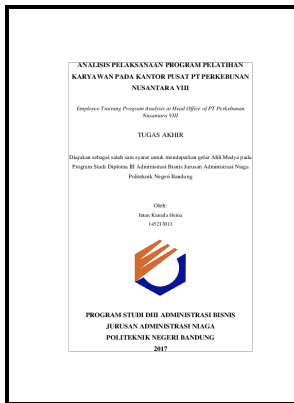 ANALISIS PELAKSANAAN PROGRAM PELATIHAN
KARYAWAN PADA KANTOR PUSAT PT PERKEBUNAN
NUSANTARA VIII
Employee Training Program Analysis at Head Office of PT Perkebunan
Nusantara VIII
TUGAS AKHIR
Diajukan sebagai salah satu syarat untuk mendapatkan gelar Ahli Madya pada
Program Studi Diploma III Administrasi Bisnis Jurusan Administrasi Niaga
Politeknik Negeri Bandung
Oleh:
Intan Kumala Heina
145213013
PROGRAM STUDI DIII ADMINISTRASI BISNIS
JURUSAN ADMINISTRASI NIAGA
POLITEKNIK NEGERI BANDUNG
2017